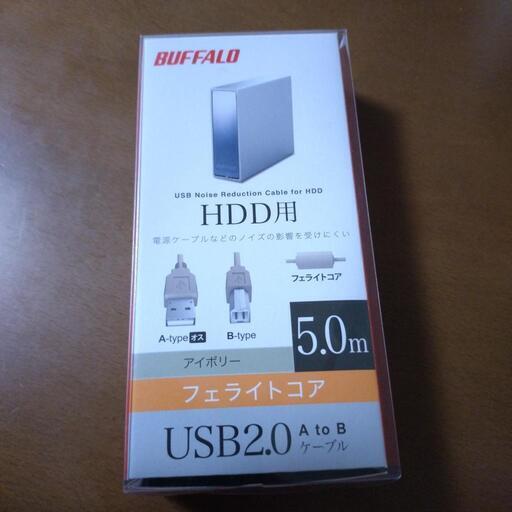 BUFFALO
USB Noise Reduction Cable for HDD
HDD用
電源ケーブルなどのノイズの影響を受けにくい
フェライトコア
A-type オス
B-type
5.0m
アイボリー
フェライトコア
USB2.0 A to B ケーブル